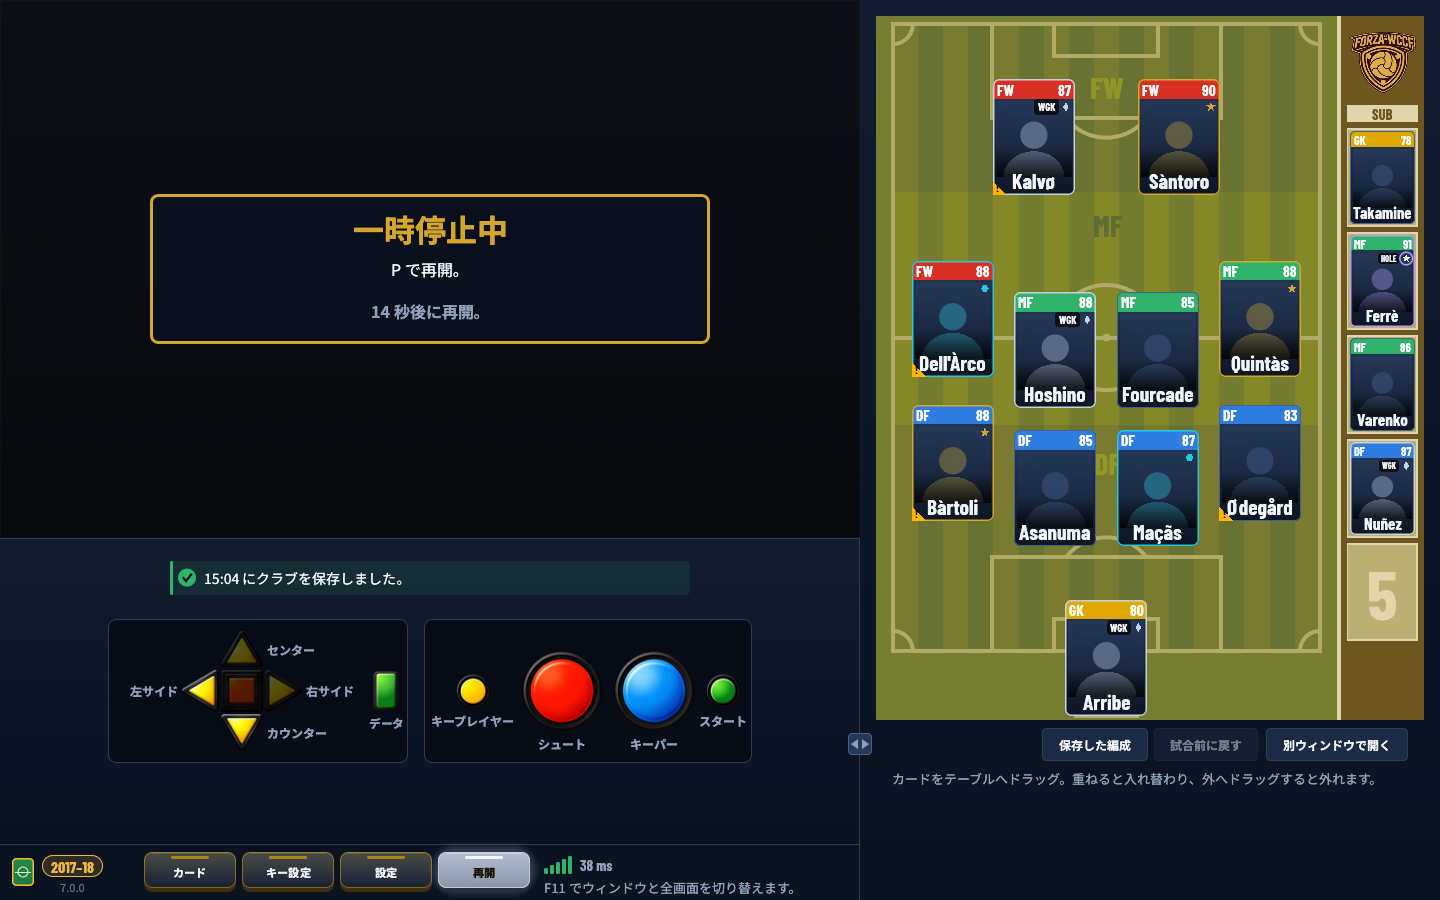 一時停止中
P で再開。
14 秒後に再開。
15:04 にクラブを保存しました。
センター
左サイド
右サイド
カウンター
データ
キープレイヤー
シュート
キーパー
スタート
2017-18
7.0.0
カード
キー設定
設定
再開
38 ms
F11 でウィンドウと全画面を切り替えます。
FW
MF
DF
FW 87
WGK
Kalvø
FW 90
Sàntoro
FW 88
Dell'Àrco
MF 88
WGK
Hoshino
MF 85
Fourcade
MF 88
Quintàs
DF 88
Bàrtoli
DF 85
Asanuma
DF 87
Maçãs
DF 83
Ødegård
GK 80
WGK
Arribe
FORZA-WCCF
SUB
GK 78
Takamine
MF 91
HOLE
Ferrè
MF 86
Varenko
DF 87
WGK
Nuñez
5
保存した編成
試合前に戻す
別ウィンドウで開く
カードをテーブルへドラッグ。重ねると入れ替わり、外へドラッグすると外れます。